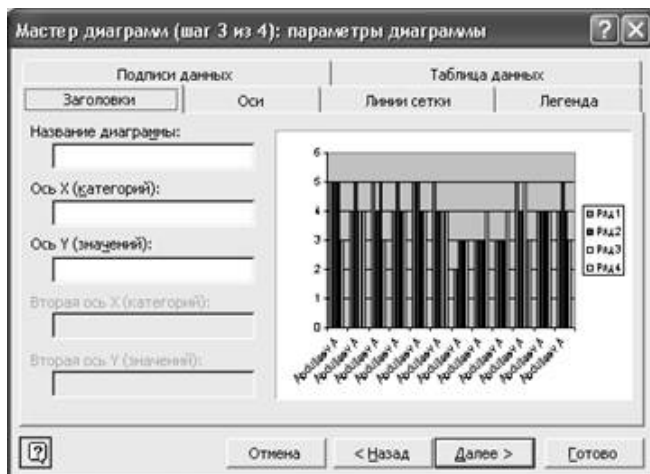 Мастер диаграмм (шаг 3 из 4): параметры диаграммы
Подписи данных
Таблица данных
Заголовки
Оси
Линии сетки
Легенда
Название диаграммы:
Ось X (категорий):
Ось Y (значений):
Вторая ось X (категорий):
Вторая ось Y (значений):
6
5
4
3
2
1
0
Ряд1
Ряд2
Ряд3
Ряд4
Отмена
< Назад
Далее >
Готово